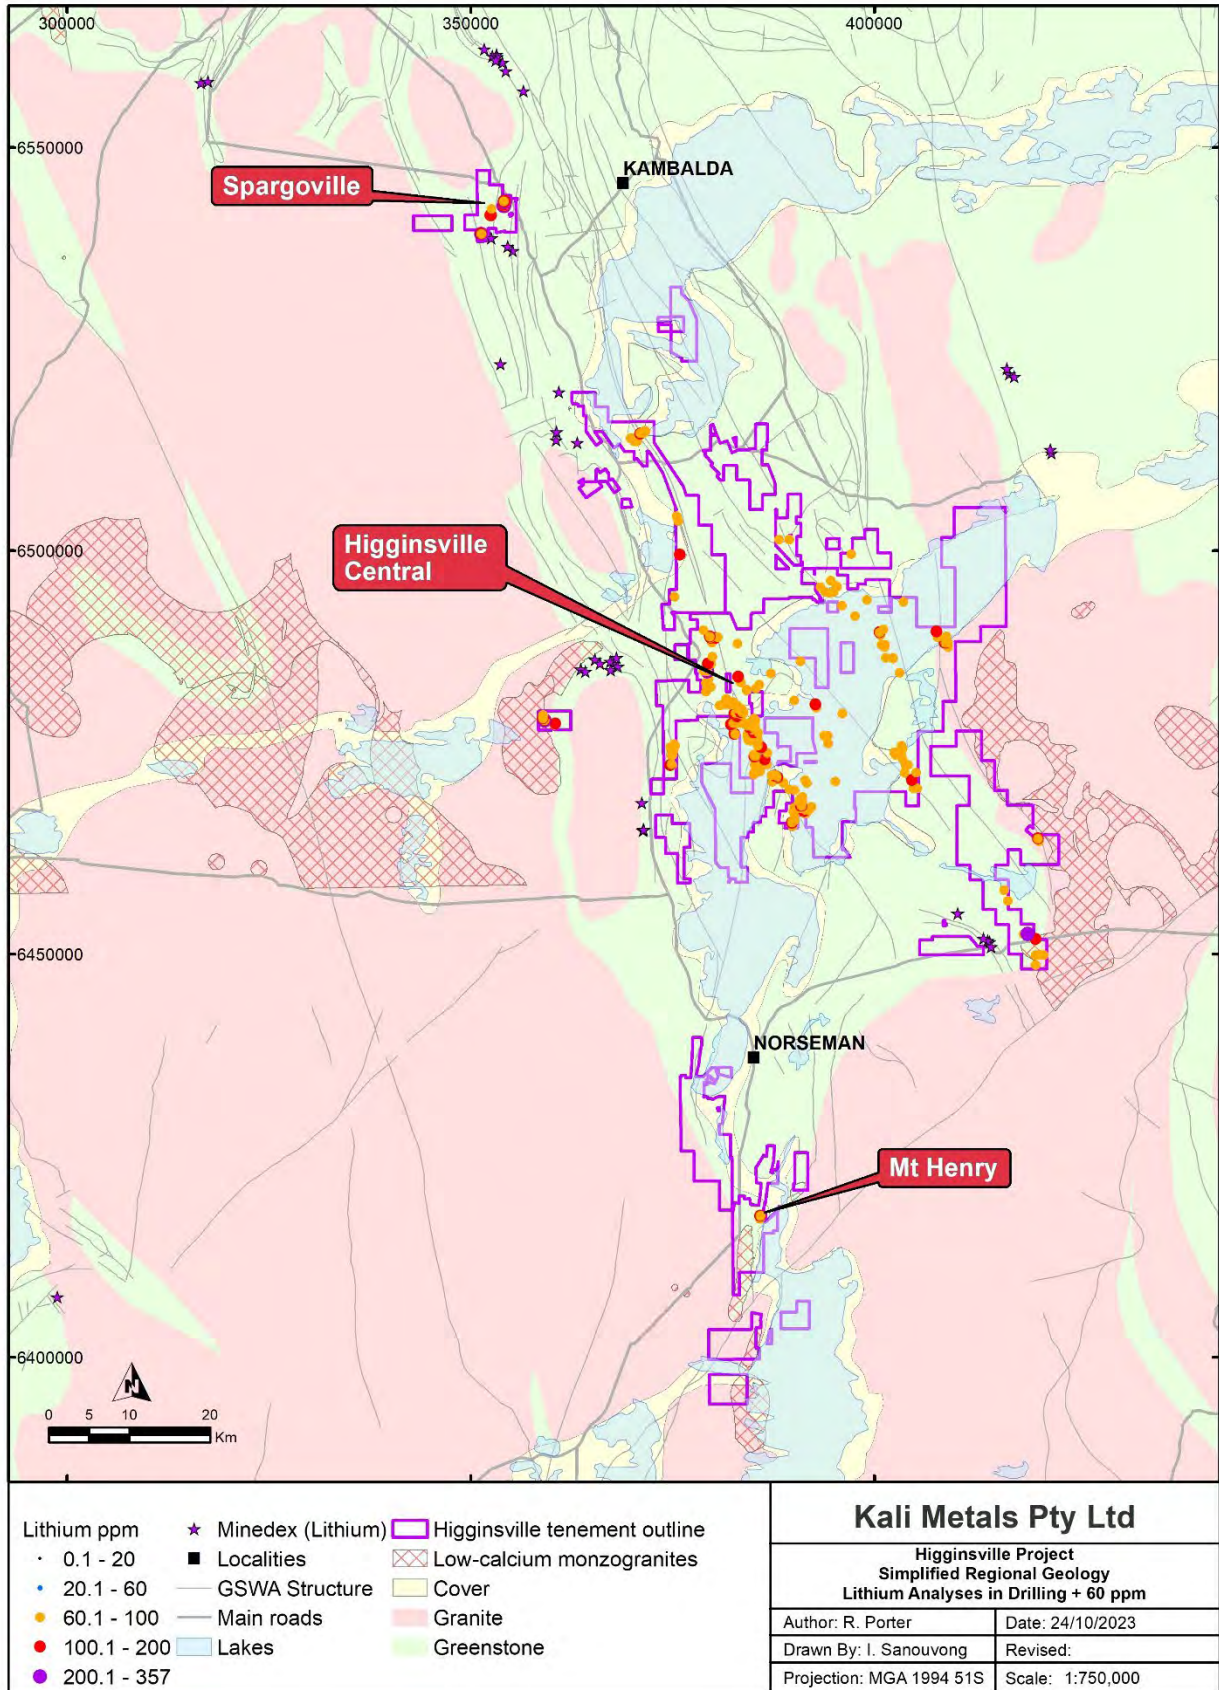 300000
350000
400000
6550000
KAMBALDA
Spargoville
Higginsville
Central
6500000
6450000
NORSEMAN
Mt Henry
6400000
N
0 5 10 20
Km
Lithium ppm
0.1 - 20
20.1 - 60
60.1 - 100
100.1 - 200
200.1 - 357
Minedex (Lithium)
Localities
GSWA Structure
Main roads
Lakes
Higginsville tenement outline
Low-calcium monzogranites
Cover
Granite
Greenstone
Kali Metals Pty Ltd
Higginsville Project
Simplified Regional Geology
Lithium Analyses in Drilling + 60 ppm
Author: R. Porter
Date: 24/10/2023
Drawn By: I. Sanouvong
Revised:
Projection: MGA 1994 51S
Scale: 1:750,000